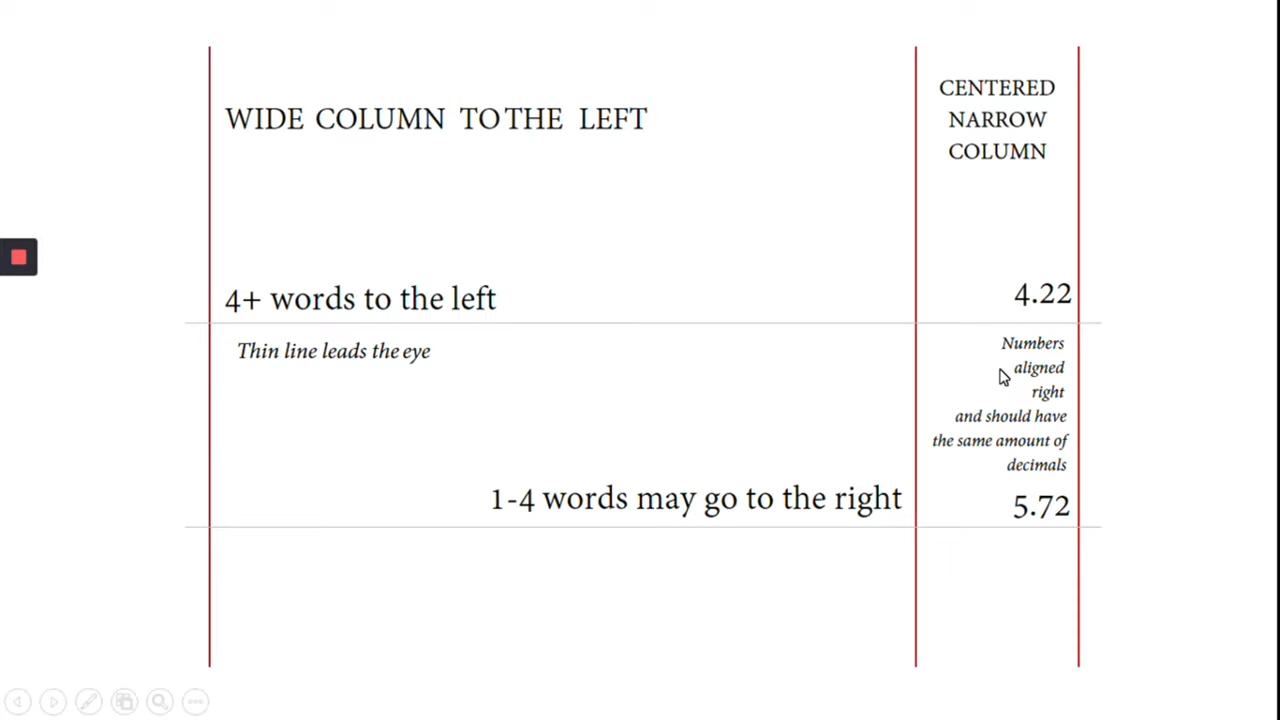 WIDE COLUMN TO THE LEFT
CENTERED
NARROW
COLUMN
4+ words to the left
4.22
Thin line leads the eye
Numbers
aligned
right
and should have
the same amount of
decimals
1-4 words may go to the right
5.72